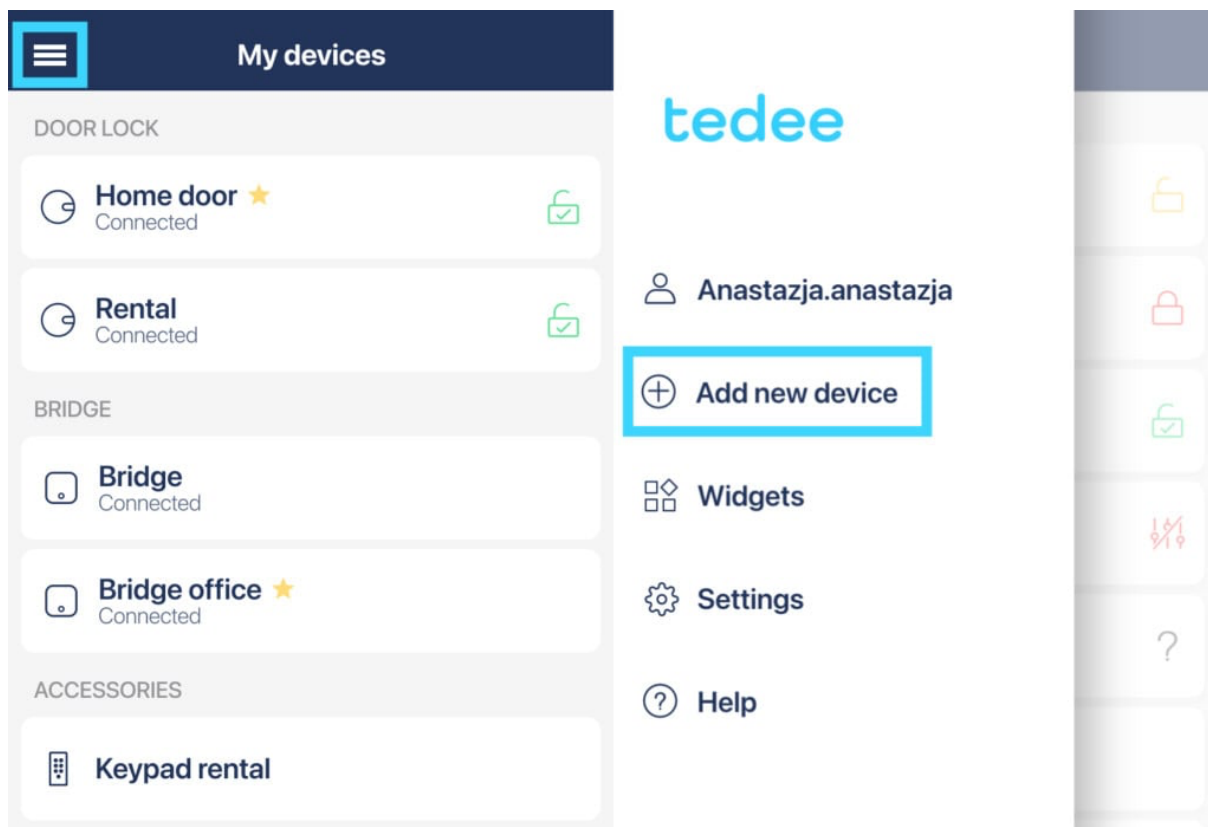 My devices
DOOR LOCK
Home door
Connected
Rental
Connected
BRIDGE
Bridge
Connected
Bridge office
Connected
ACCESSORIES
Keypad rental
tedee
Anastazja.anastazja
Add new device
Widgets
Settings
Help